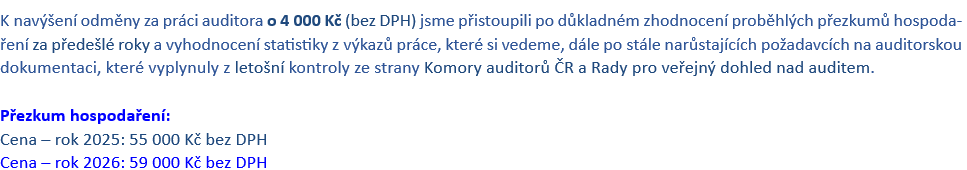 K navýšení odměny za práci auditora o 4 000 Kč (bez DPH) jsme přistoupili po důkladném zhodnocení proběhlých přezkumů hospoda-
ření za předešlé roky a vyhodnocení statistiky z výkazů práce, které si vedeme, dále po stále narůstajících požadavcích na auditorskou
dokumentaci, které vyplynuly z letošní kontroly ze strany Komory auditorů ČR a Rady pro veřejný dohled nad auditem.
Přezkum hospodaření:
Cena – rok 2025: 55 000 Kč bez DPH
Cena – rok 2026: 59 000 Kč bez DPH